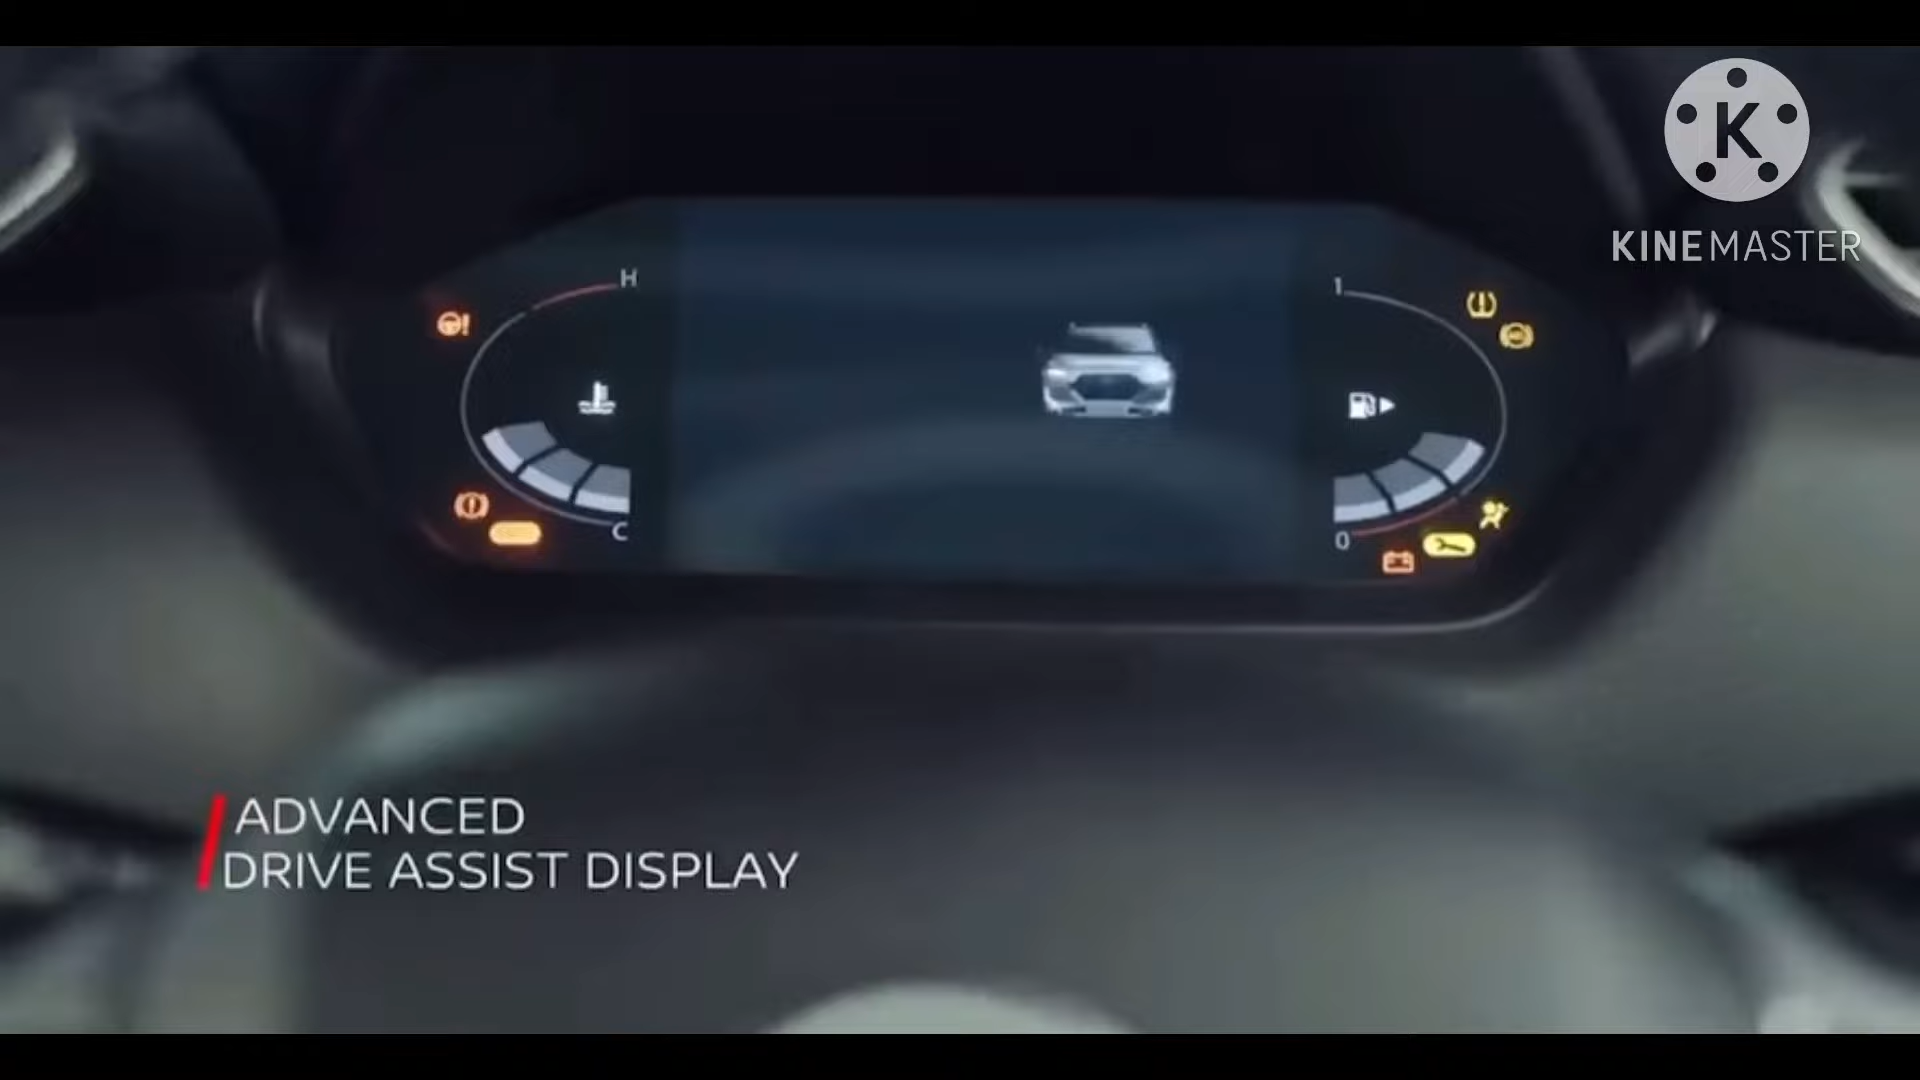 K
KINEMASTER
H
1
C
0
ADVANCED
DRIVE ASSIST DISPLAY